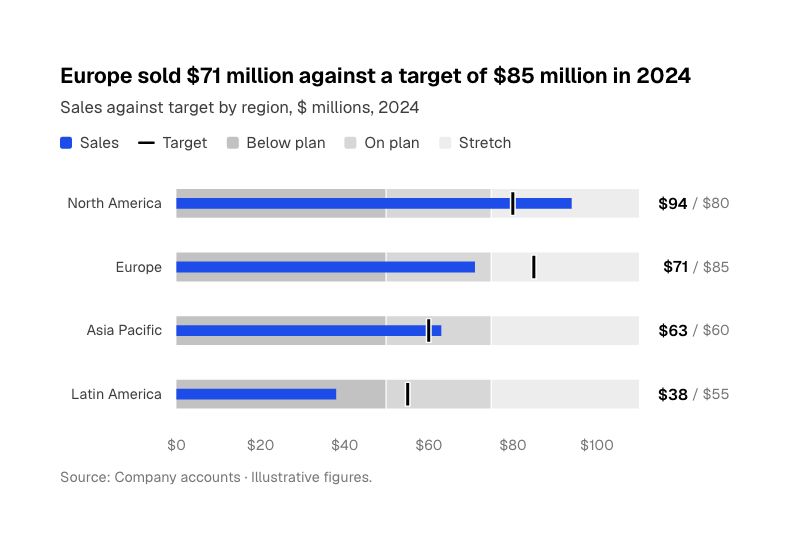 Europe sold $71 million against a target of $85 million in 2024
Sales against target by region, $ millions, 2024
Sales Target Below plan On plan Stretch
North America $94 / $80
Europe $71 / $85
Asia Pacific $63 / $60
Latin America $38 / $55
$0 $20 $40 $60 $80 $100
Source: Company accounts · Illustrative figures.